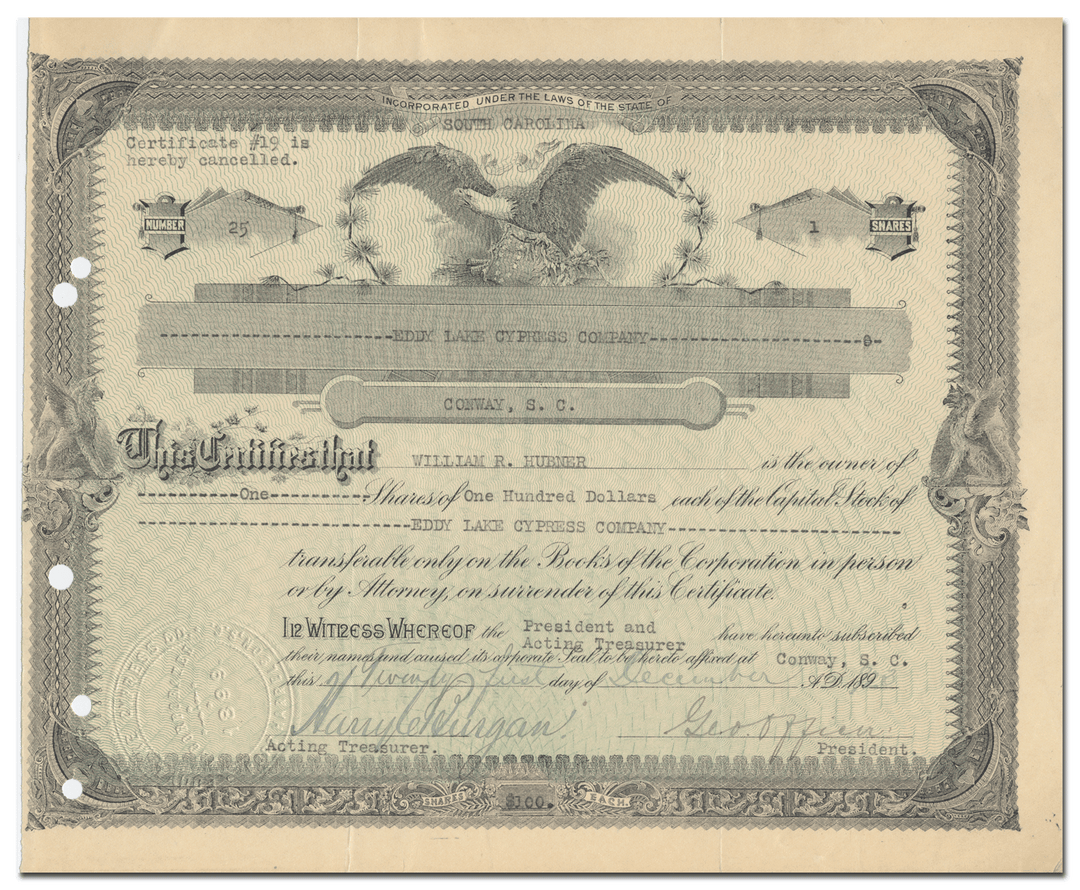 INCORPORATED UNDER THE LAWS OF THE STATE OF
SOUTH CAROLINA
Certificate #19 is
hereby cancelled.
NUMBER 25 1 SHARES
EDDY LAKE CYPRESS COMPANY
CONWAY, S. C.
This Certifies that WILLIAM R. HUBNER is the owner of
One Shares of One Hundred Dollars each of the Capital Stock of
EDDY LAKE CYPRESS COMPANY
transferable only on the Books of the Corporation in person
or by Attorney, on surrender of this Certificate.
In Witness Whereof the President and Acting Treasurer have hereunto subscribed
their names and caused its corporate Seal to be hereto affixed at Conway, S. C.
this Twenty first day of December A.D. 189
Geo. Officer
Acting Treasurer. President.
SHARES $100. EACH.